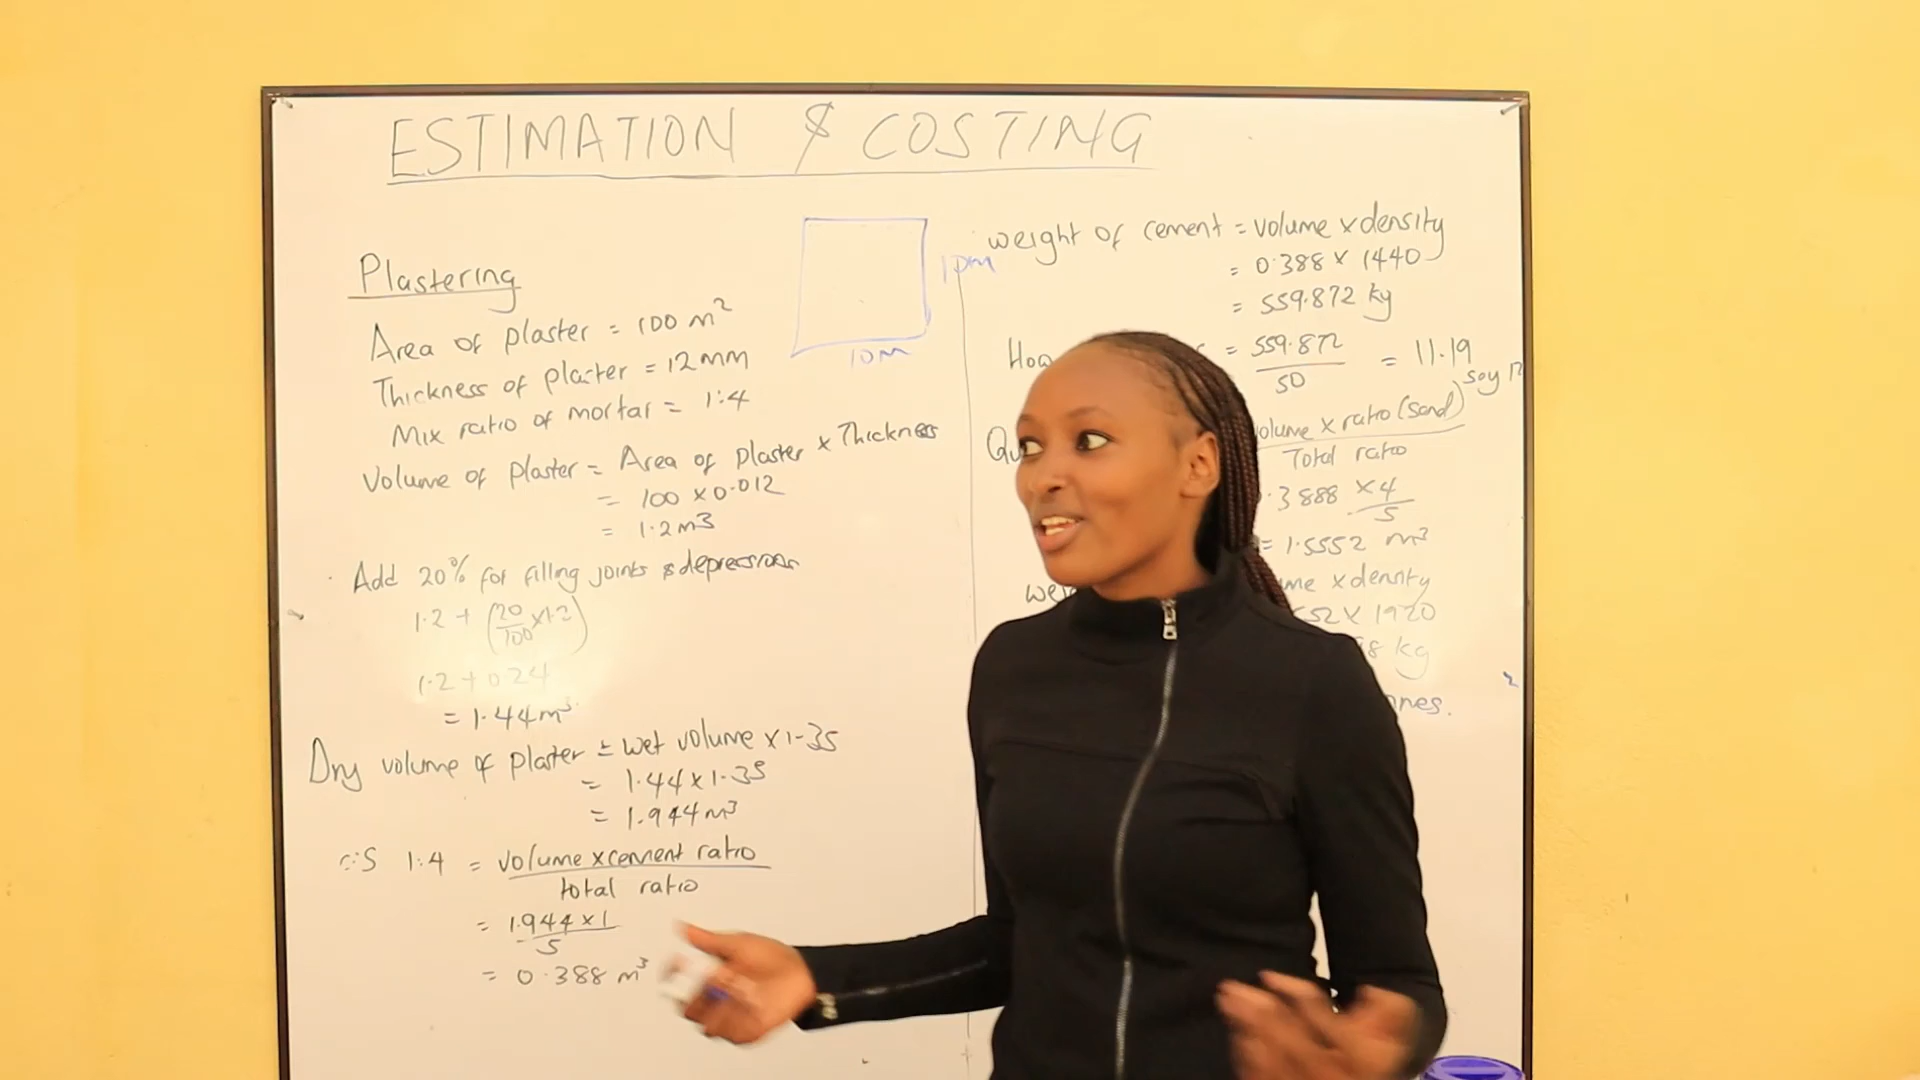 ESTIMATION & COSTING
Plastering
Area of plaster = 100 m²
Thickness of plaster = 12mm
Mix ratio of mortar = 1:4
Volume of plaster = Area of plaster x Thickness
= 100 x 0.012
= 1.2m3
Add 20% for filling joints & depression
1.2 + (20/100 x 1.2)
1.2 + 0.24
= 1.44m³
Dry volume of plaster = wet volume x 1.35
= 1.44 x 1.35
= 1.944m³
C:S 1:4 = volume x cement ratio
total ratio
= 1.944 x 1
5
= 0.388 m³
10m
10m
weight of cement = volume x density
= 0.388 x 1440
= 559.872 kg
= 559.872
50
= 11.19
say 12
volume x ratio (sand)
Total ratio
.3888 x 4
5
= 1.5552 m³
x density
52 x 1920
8 kg